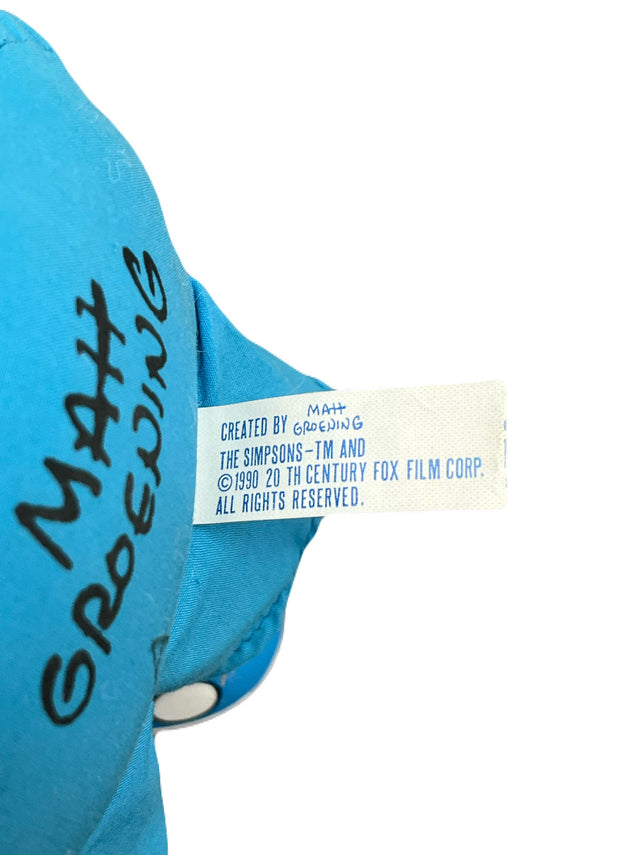 MATT
GROENING
CREATED BY MATT GROENING
THE SIMPSONS-TM AND
©1990 20 TH CENTURY FOX FILM CORP.
ALL RIGHTS RESERVED.